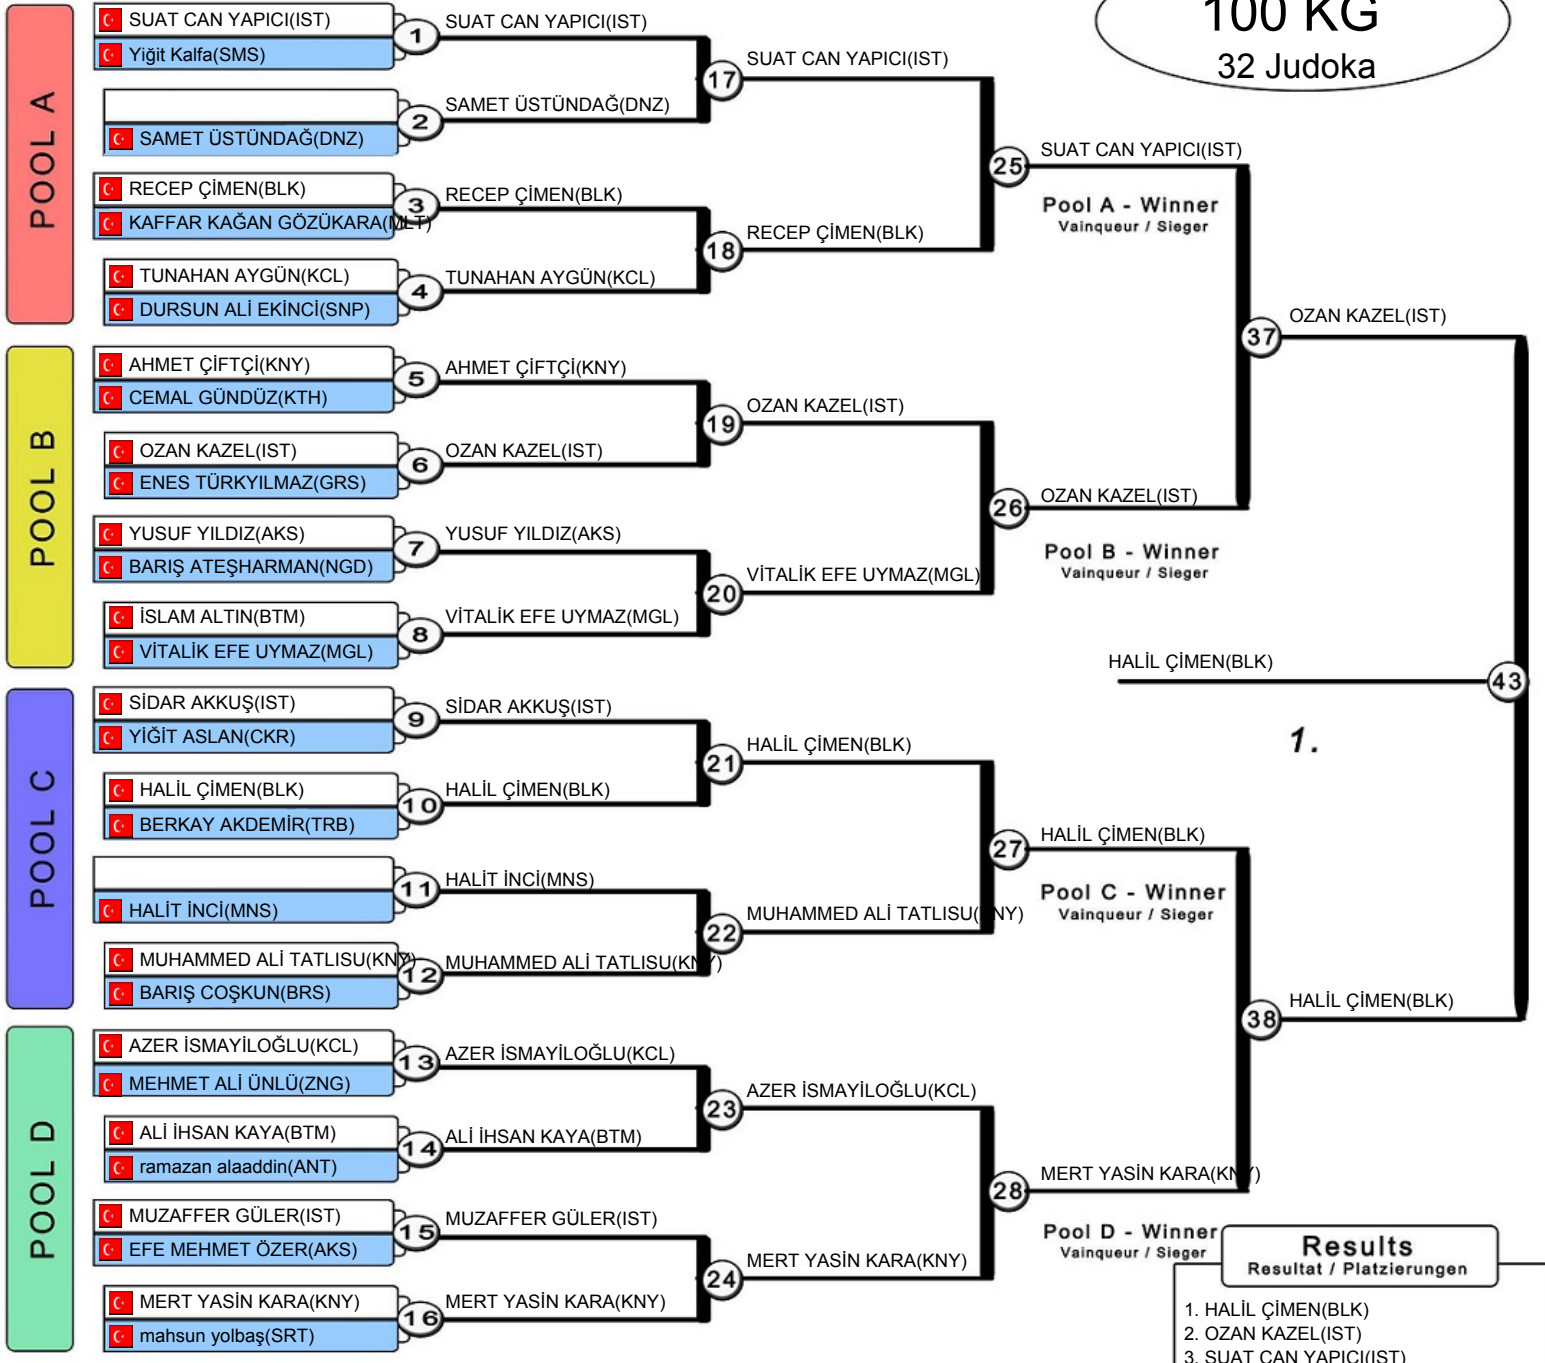 100 KG
32 Judoka
POOL A
SUAT CAN YAPICI(IST)
Yiğit Kalfa(SMS)
1
SAMET ÜSTÜNDAĞ(DNZ)
2
RECEP ÇİMEN(BLK)
KAFFAR KAĞAN GÖZÜKARA(MLT)
3
TUNAHAN AYGÜN(KCL)
DURSUN ALİ EKİNCİ(SNP)
4
POOL B
AHMET ÇİFTÇİ(KNY)
CEMAL GÜNDÜZ(KTH)
5
OZAN KAZEL(IST)
ENES TÜRKYILMAZ(GRS)
6
YUSUF YILDIZ(AKS)
BARIŞ ATEŞHARMAN(NGD)
7
İSLAM ALTIN(BTM)
VİTALİK EFE UYMAZ(MGL)
8
POOL C
SİDAR AKKUŞ(IST)
YİĞİT ASLAN(CKR)
9
HALİL ÇİMEN(BLK)
BERKAY AKDEMİR(TRB)
10
HALİT İNCİ(MNS)
11
MUHAMMED ALİ TATLISU(KNY)
BARIŞ COŞKUN(BRS)
12
POOL D
AZER İSMAYİLOĞLU(KCL)
MEHMET ALİ ÜNLÜ(ZNG)
13
ALİ İHSAN KAYA(BTM)
ramazan alaaddin(ANT)
14
MUZAFFER GÜLER(IST)
EFE MEHMET ÖZER(AKS)
15
MERT YASİN KARA(KNY)
mahsun yolbaş(SRT)
16
SUAT CAN YAPICI(IST)
SAMET ÜSTÜNDAĞ(DNZ)
17
RECEP ÇİMEN(BLK)
TUNAHAN AYGÜN(KCL)
18
AHMET ÇİFTÇİ(KNY)
OZAN KAZEL(IST)
19
YUSUF YILDIZ(AKS)
VİTALİK EFE UYMAZ(MGL)
20
SİDAR AKKUŞ(IST)
HALİL ÇİMEN(BLK)
21
HALİT İNCİ(MNS)
MUHAMMED ALİ TATLISU(KNY)
22
AZER İSMAYİLOĞLU(KCL)
ALİ İHSAN KAYA(BTM)
23
MUZAFFER GÜLER(IST)
MERT YASİN KARA(KNY)
24
SUAT CAN YAPICI(IST)
RECEP ÇİMEN(BLK)
25
OZAN KAZEL(IST)
VİTALİK EFE UYMAZ(MGL)
26
HALİL ÇİMEN(BLK)
MUHAMMED ALİ TATLISU(KNY)
27
AZER İSMAYİLOĞLU(KCL)
MERT YASİN KARA(KNY)
28
SUAT CAN YAPICI(IST)
Pool A - Winner
Vainqueur / Sieger
OZAN KAZEL(IST)
Pool B - Winner
Vainqueur / Sieger
37
HALİL ÇİMEN(BLK)
Pool C - Winner
Vainqueur / Sieger
MERT YASİN KARA(KNY)
Pool D - Winner
Vainqueur / Sieger
38
OZAN KAZEL(IST)
HALİL ÇİMEN(BLK)
43
HALİL ÇİMEN(BLK)
1.
Results
Resultat / Platzierungen
1. HALİL ÇİMEN(BLK)
2. OZAN KAZEL(IST)
3. SUAT CAN YAPICI(IST)